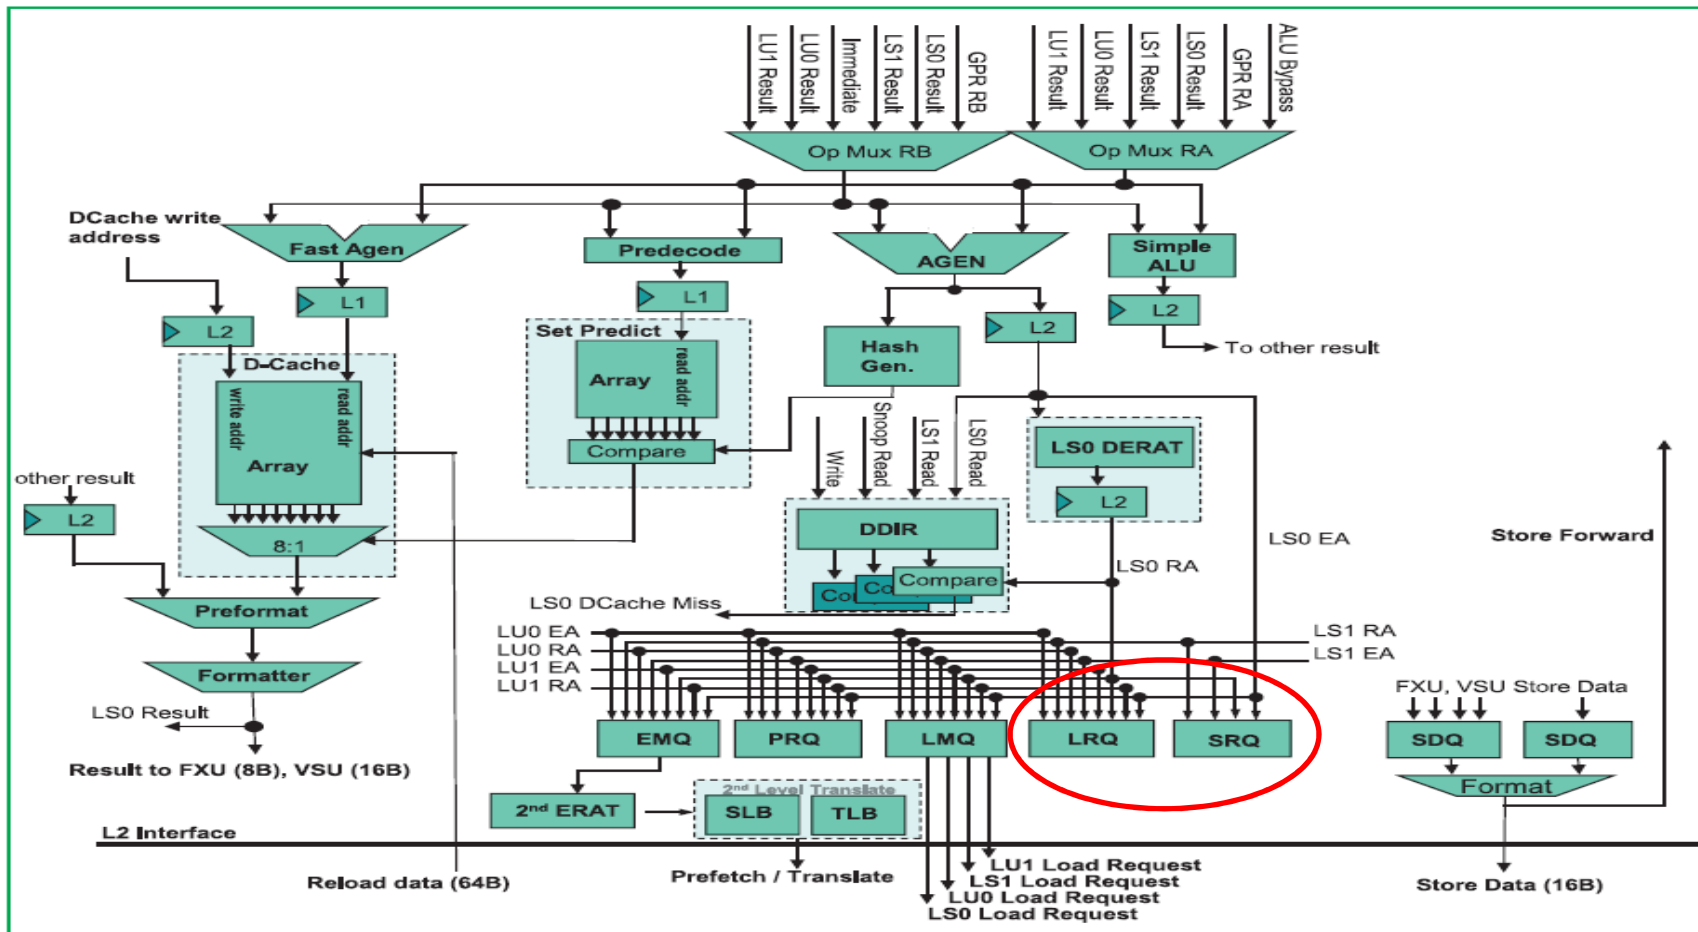 LU1 Result
LU0 Result
Immediate
LS1 Result
LS0 Result
GPR RB
LU1 Result
LU0 Result
LS1 Result
LS0 Result
GPR RA
ALU Bypass
Op Mux RB
Op Mux RA
DCache write
address
Fast Agen
Predecode
AGEN
Simple
ALU
L1
L1
L2
L2
L2
To other result
Set Predict
Array
read addr
Compare
Hash
Gen.
D-Cache
write addr
read addr
Array
8:1
other result
L2
Preformat
Formatter
LS0 Result
Result to FXU (8B), VSU (16B)
Write
Snoop Read
LS1 Read
LS0 Read
LS0 DERAT
L2
DDIR
Compare
Co
Co
LS0 RA
LS0 EA
LS0 DCache Miss
LU0 EA
LU0 RA
LU1 EA
LU1 RA
LS1 RA
LS1 EA
EMQ
PRQ
LMQ
LRQ
SRQ
Store Forward
FXU, VSU Store Data
SDQ
SDQ
Format
2nd ERAT
2nd Level Translate
SLB
TLB
L2 Interface
Reload data (64B)
Prefetch / Translate
LU1 Load Request
LS1 Load Request
LU0 Load Request
LS0 Load Request
Store Data (16B)